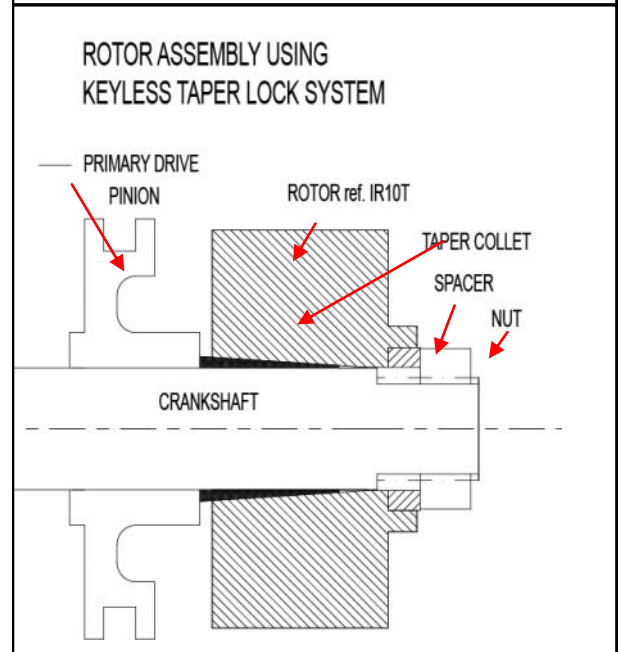 ROTOR ASSEMBLY USING
KEYLESS TAPER LOCK SYSTEM
PRIMARY DRIVE
PINION
ROTOR ref. IR10T
TAPER COLLET
SPACER
NUT
CRANKSHAFT